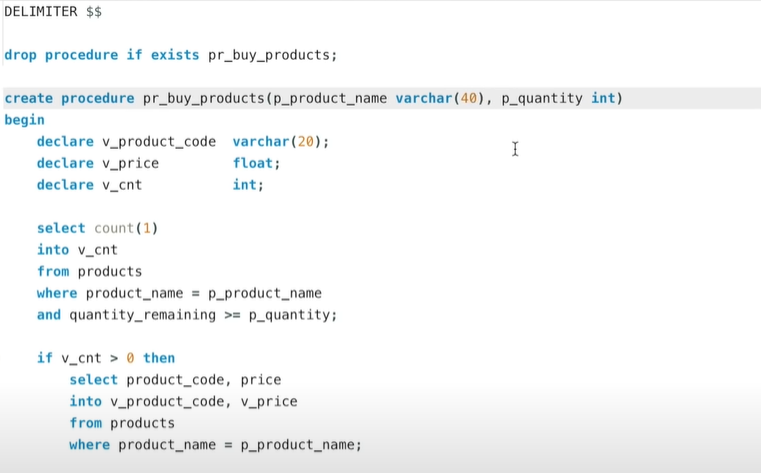 DELIMITER $$
drop procedure if exists pr_buy_products;
create procedure pr_buy_products(p_product_name varchar(40), p_quantity int)
begin
declare v_product_code varchar(20);
declare v_price float;
declare v_cnt int;
select count(1)
into v_cnt
from products
where product_name = p_product_name
and quantity_remaining >= p_quantity;
if v_cnt > 0 then
select product_code, price
into v_product_code, v_price
from products
where product_name = p_product_name;